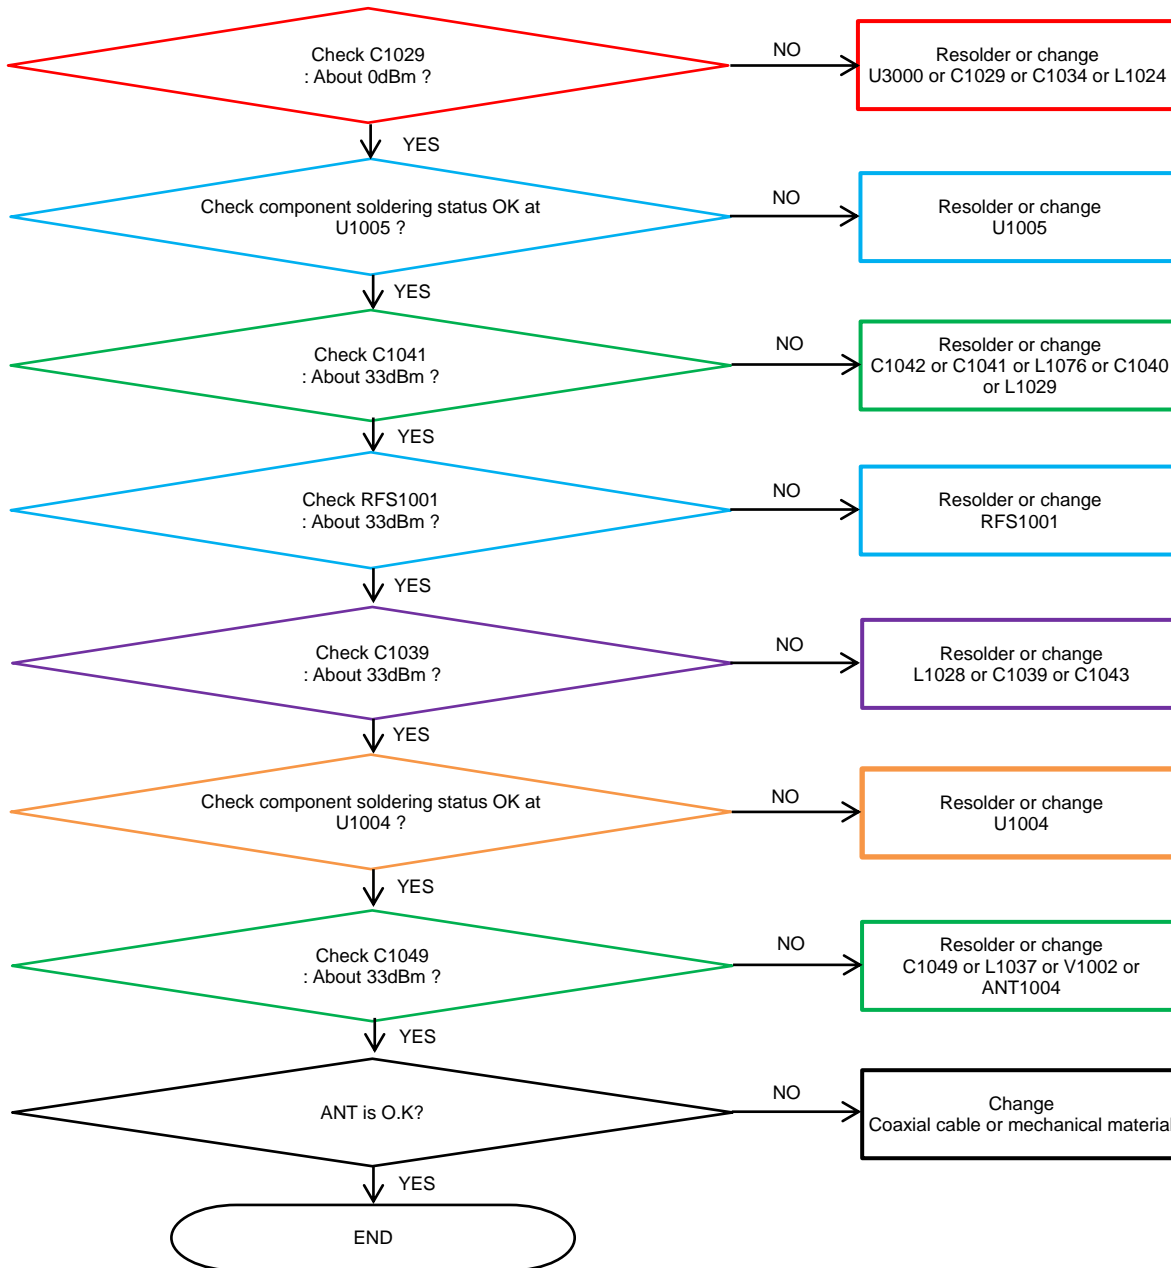 Check C1029
: About 0dBm ?
NO
Resolder or change
U3000 or C1029 or C1034 or L1024
YES
Check component soldering status OK at
U1005 ?
NO
Resolder or change
U1005
YES
Check C1041
: About 33dBm ?
NO
Resolder or change
C1042 or C1041 or L1076 or C1040
or L1029
YES
Check RFS1001
: About 33dBm ?
NO
Resolder or change
RFS1001
YES
Check C1039
: About 33dBm ?
NO
Resolder or change
L1028 or C1039 or C1043
YES
Check component soldering status OK at
U1004 ?
NO
Resolder or change
U1004
YES
Check C1049
: About 33dBm ?
NO
Resolder or change
C1049 or L1037 or V1002 or
ANT1004
YES
ANT is O.K?
NO
Change
Coaxial cable or mechanical material
YES
END